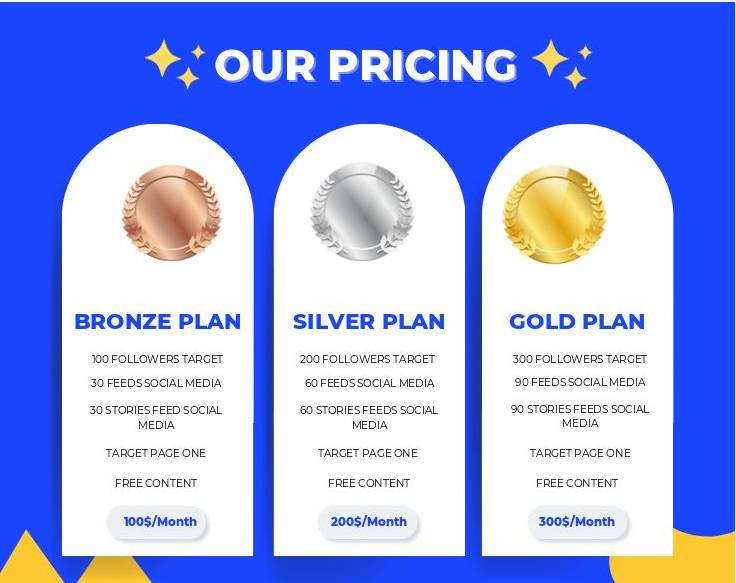 OUR PRICING
BRONZE PLAN
100 FOLLOWERS TARGET
30 FEEDS SOCIAL MEDIA
30 STORIES FEED SOCIAL
MEDIA
TARGET PAGE ONE
FREE CONTENT
100$/Month
SILVER PLAN
200 FOLLOWERS TARGET
60 FEEDS SOCIAL MEDIA
60 STORIES FEEDS SOCIAL
MEDIA
TARGET PAGE ONE
FREE CONTENT
200$/Month
GOLD PLAN
300 FOLLOWERS TARGET
90 FEEDS SOCIAL MEDIA
90 STORIES FEEDS SOCIAL
MEDIA
TARGET PAGE ONE
FREE CONTENT
300$/Month